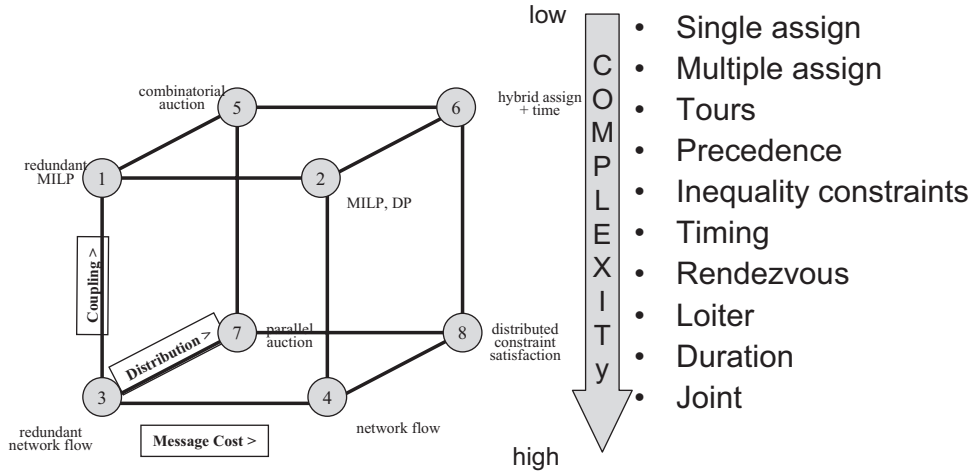 combinatorial
auction
5
6
hybrid assign
+ time
redundant
MILP
1
2
MILP, DP
Coupling >
Distribution >
7
parallel
auction
8
distributed
constraint
satisfaction
3
4
redundant
network flow
Message Cost >
network flow
low
COMPLEXITy
high
• Single assign
• Multiple assign
• Tours
• Precedence
• Inequality constraints
• Timing
• Rendezvous
• Loiter
• Duration
• Joint